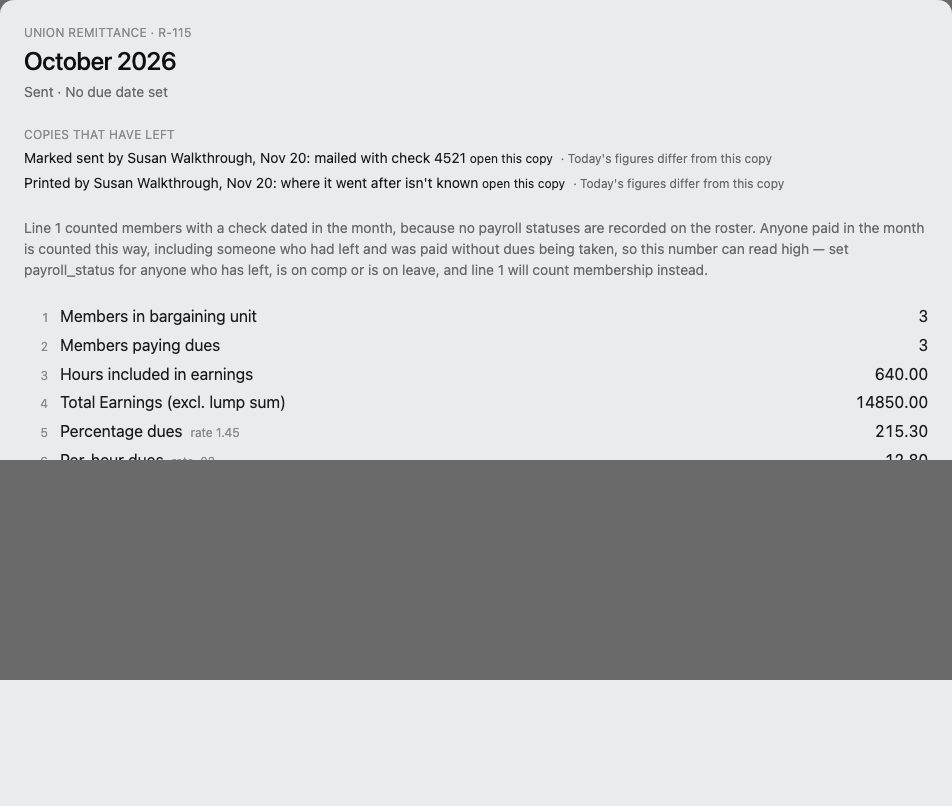 UNION REMITTANCE · R-115
October 2026
Sent · No due date set
COPIES THAT HAVE LEFT
Marked sent by Susan Walkthrough, Nov 20: mailed with check 4521 open this copy · Today's figures differ from this copy
Printed by Susan Walkthrough, Nov 20: where it went after isn't known open this copy · Today's figures differ from this copy
Line 1 counted members with a check dated in the month, because no payroll statuses are recorded on the roster. Anyone paid in the month
is counted this way, including someone who had left and was paid without dues being taken, so this number can read high — set
payroll_status for anyone who has left, is on comp or is on leave, and line 1 will count membership instead.
1 Members in bargaining unit 3
2 Members paying dues 3
3 Hours included in earnings 640.00
4 Total Earnings (excl. lump sum) 14850.00
5 Percentage dues rate 1.45 215.30
6 Per-hour dues rate .02 12.80